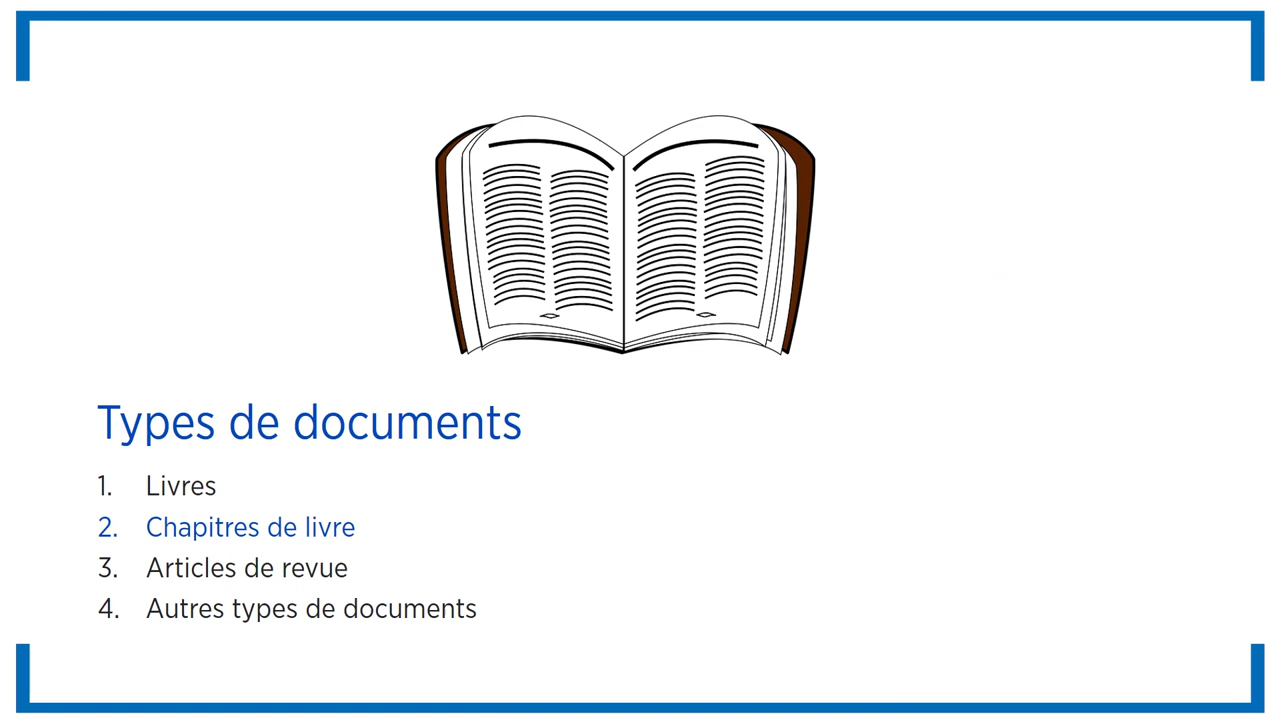 Types de documents
1. Livres
2. Chapitres de livre
3. Articles de revue
4. Autres types de documents